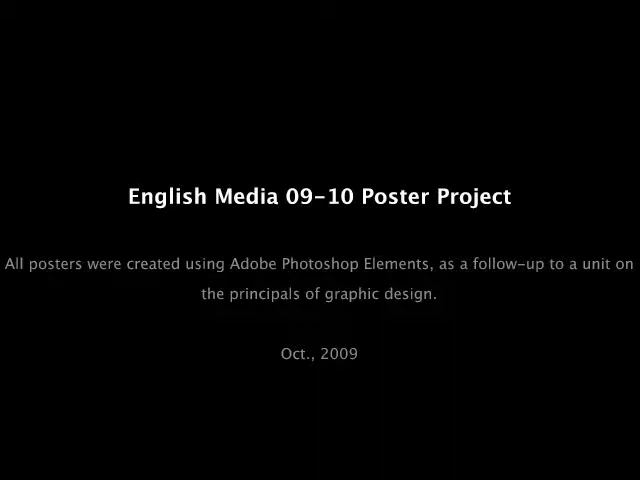 English Media 09-10 Poster Project
All posters were created using Adobe Photoshop Elements, as a follow-up to a unit on
the principals of graphic design.
Oct., 2009